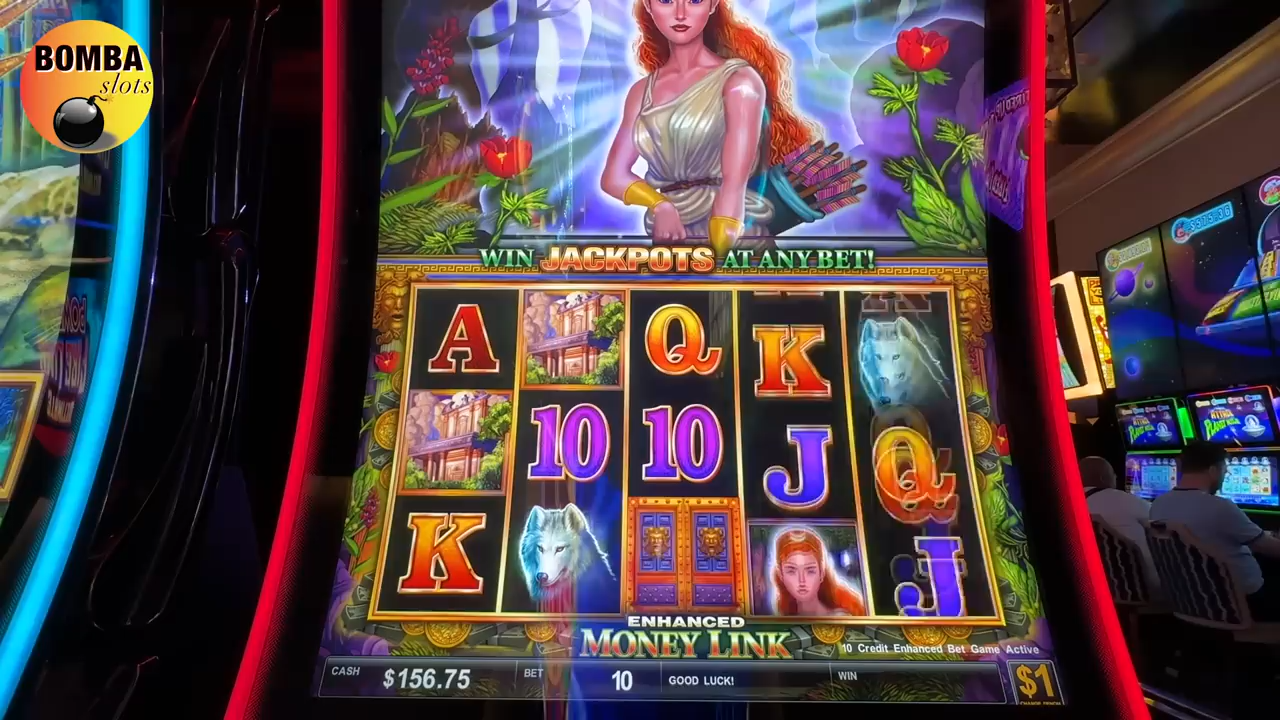 BOMBA
slots
WIN JACKPOTS AT ANY BET!
A Q K
10 10 J Q
K J
ENHANCED
MONEY LINK
10 Credit Enhanced Bet Game Active
CASH $156.75 BET 10 GOOD LUCK! WIN $1